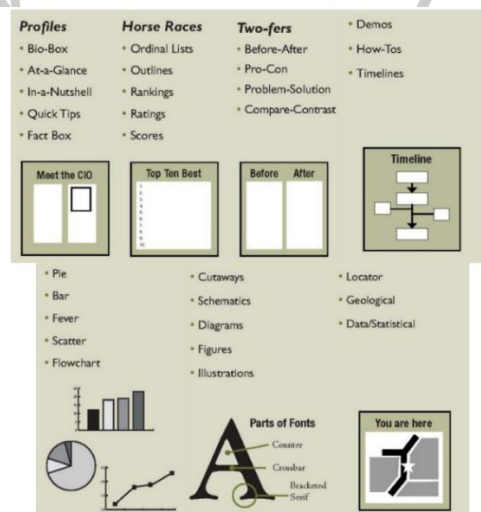 Profiles
• Bio-Box
• At-a-Glance
• In-a-Nutshell
• Quick Tips
• Fact Box
Horse Races
• Ordinal Lists
• Outlines
• Rankings
• Ratings
• Scores
Two-fers
• Before-After
• Pro-Con
• Problem-Solution
• Compare-Contrast
• Demos
• How-Tos
• Timelines
Meet the CIO
Top Ten Best
Before After
Timeline
• Pie
• Bar
• Fever
• Scatter
• Flowchart
• Cutaways
• Schematics
• Diagrams
• Figures
• Illustrations
• Locator
• Geological
• Data/Statistical
A
Parts of Fonts
Counter
Crossbar
Bracketed
Serif
You are here